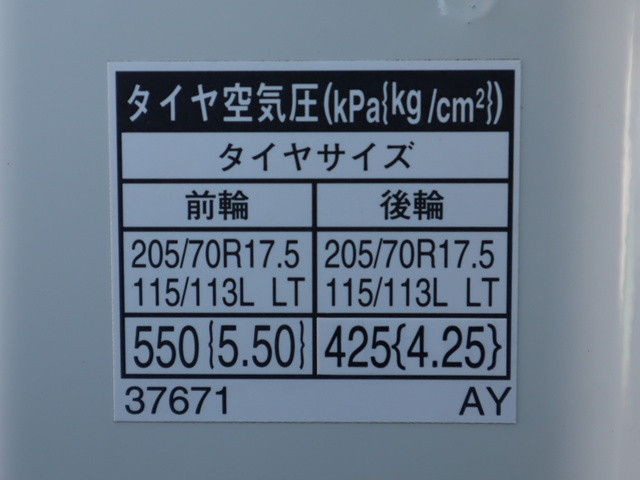 タイヤ空気圧(kPa{kg/cm²})
タイヤサイズ
前輪 後輪
205/70R17.5 205/70R17.5
115/113L LT 115/113L LT
550{5.50} 425{4.25}
37671 AY